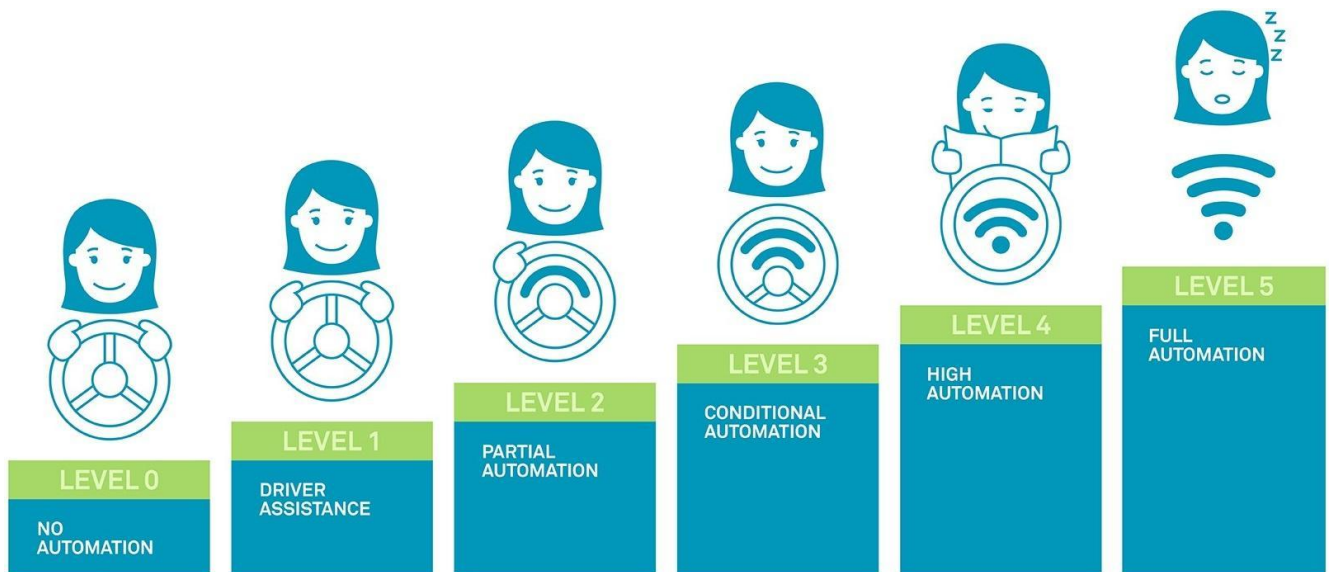 LEVEL 0
NO
AUTOMATION
LEVEL 1
DRIVER
ASSISTANCE
LEVEL 2
PARTIAL
AUTOMATION
LEVEL 3
CONDITIONAL
AUTOMATION
LEVEL 4
HIGH
AUTOMATION
Z
Z
Z
LEVEL 5
FULL
AUTOMATION